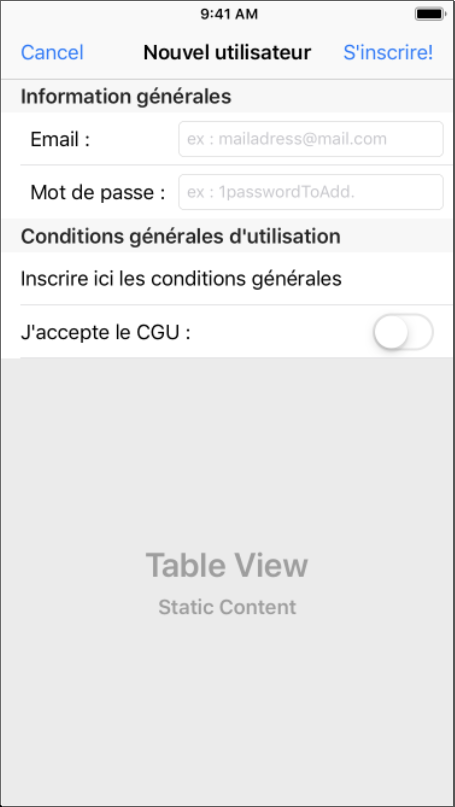 9:41 AM
Cancel Nouvel utilisateur S'inscrire!
Information générales
Email : ex : mailadress@mail.com
Mot de passe : ex : 1passwordToAdd.
Conditions générales d'utilisation
Inscrire ici les conditions générales
J'accepte le CGU :
Table View
Static Content